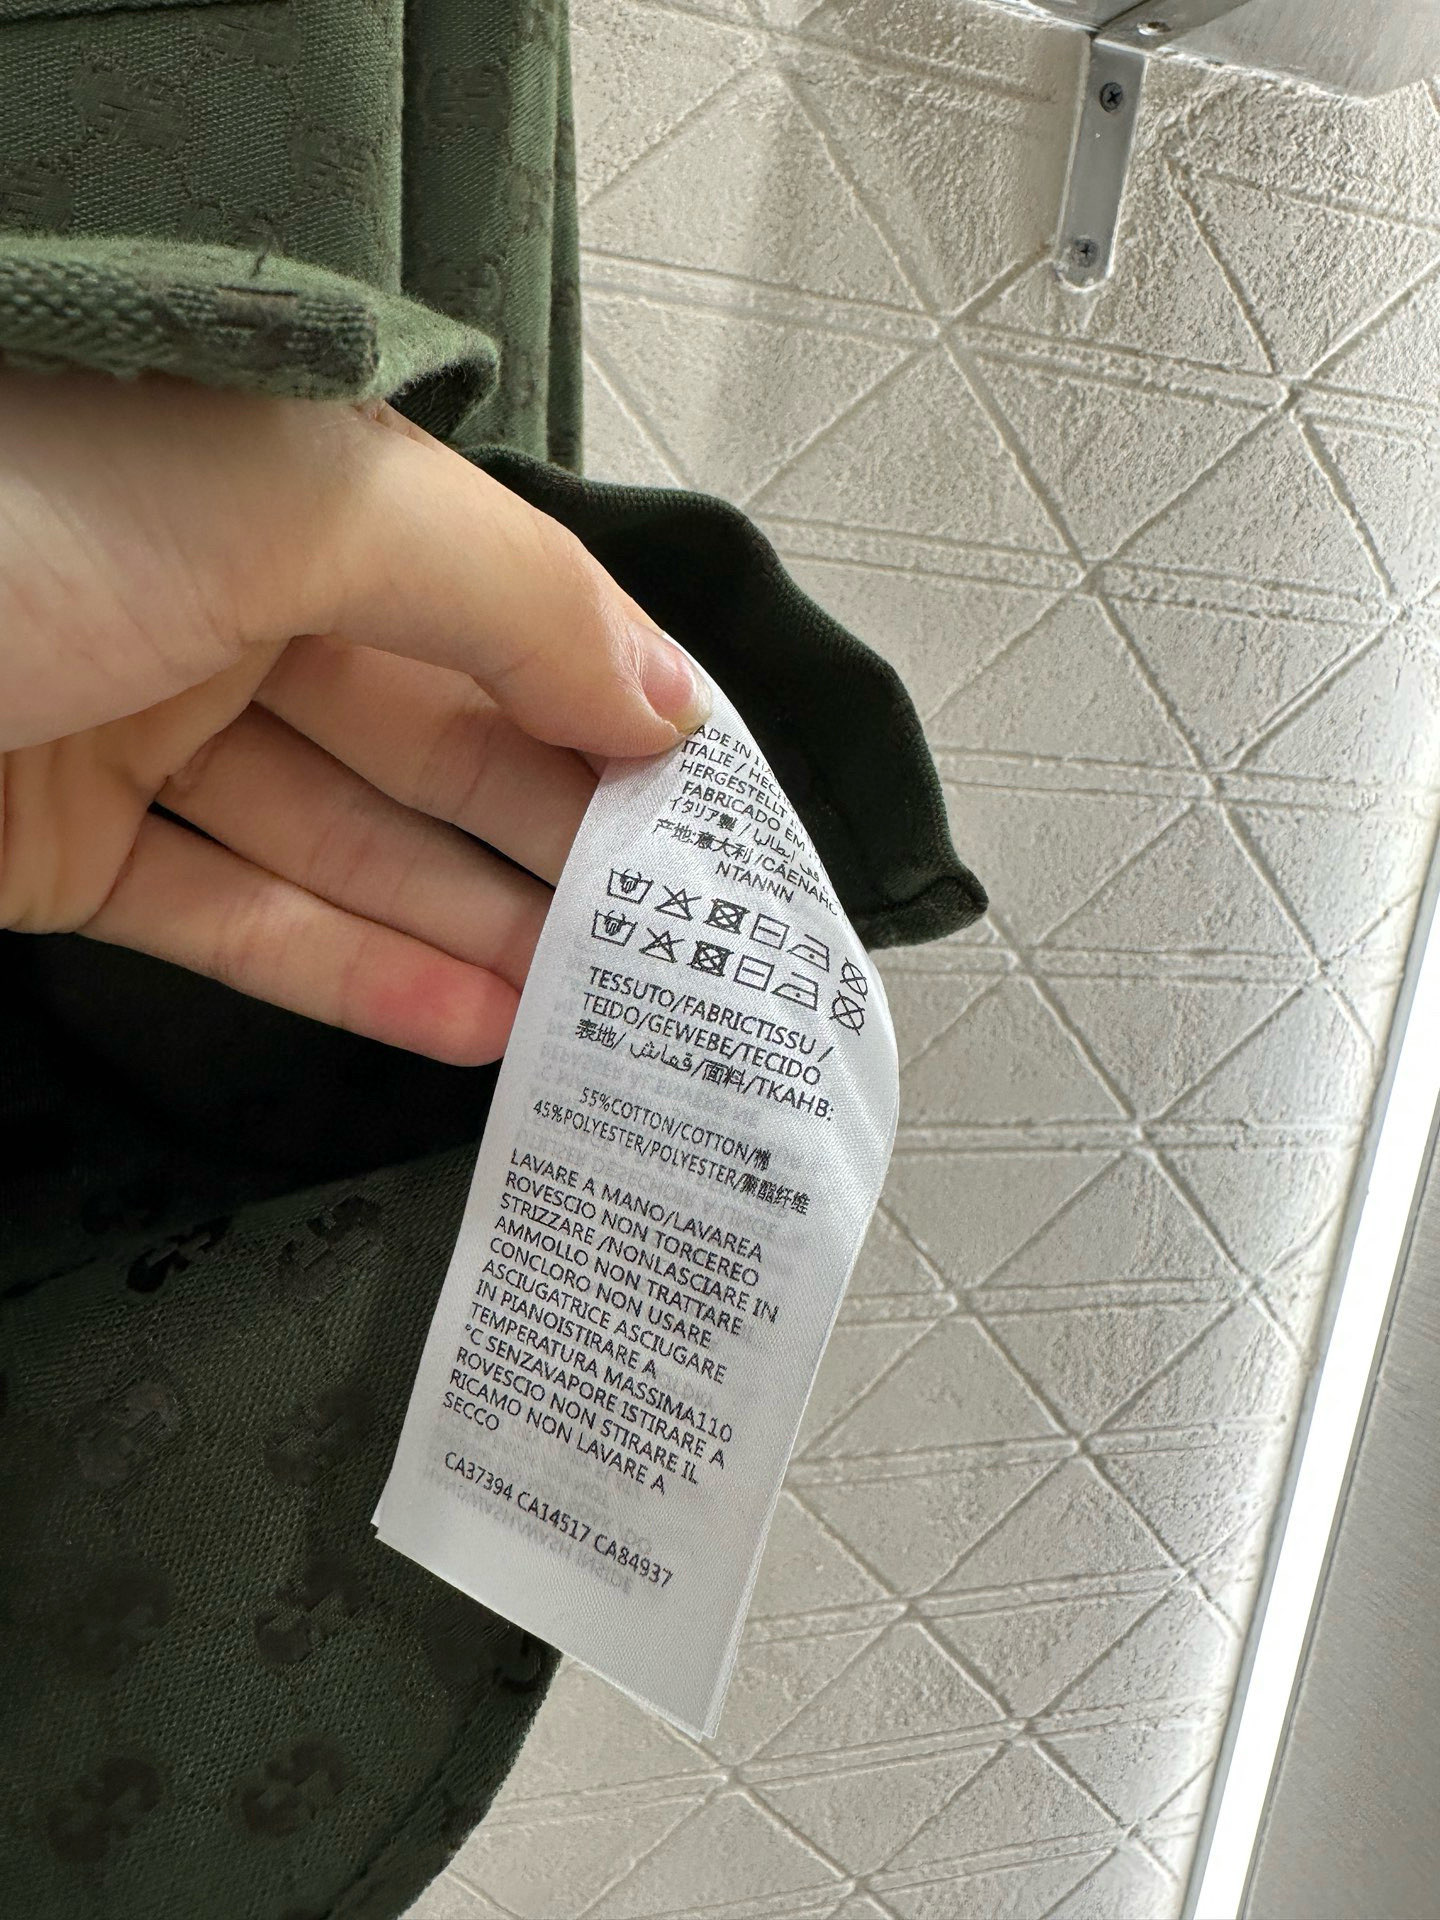 ADE IN
ITALIE /
HERGESTELLT
FABRICADO EM
イタリア製 /
产地:意大利 /CAENAHO
NTANNN
TESSUTO/FABRICTISSU /
TEIDO/GEWEBE/TECIDO
表地/ قماش/面料/TKAHB:
55%COTTON/COTTON/棉
45%POLYESTER/POLYESTER/聚酯纤维
LAVARE A MANO/LAVAREA
ROVESCIO NON TORCEREO
STRIZZARE /NONLASCIARE IN
AMMOLLO NON TRATTARE
CONCLORO NON USARE
ASCIUGATRICE ASCIUGARE
IN PIANOISTIRARE A
TEMPERATURA MASSIMA110
°C SENZAVAPORE ISTIRARE A
ROVESCIO NON STIRARE IL
RICAMO NON LAVARE A
SECCO
CA37394 CA14517 CA84937